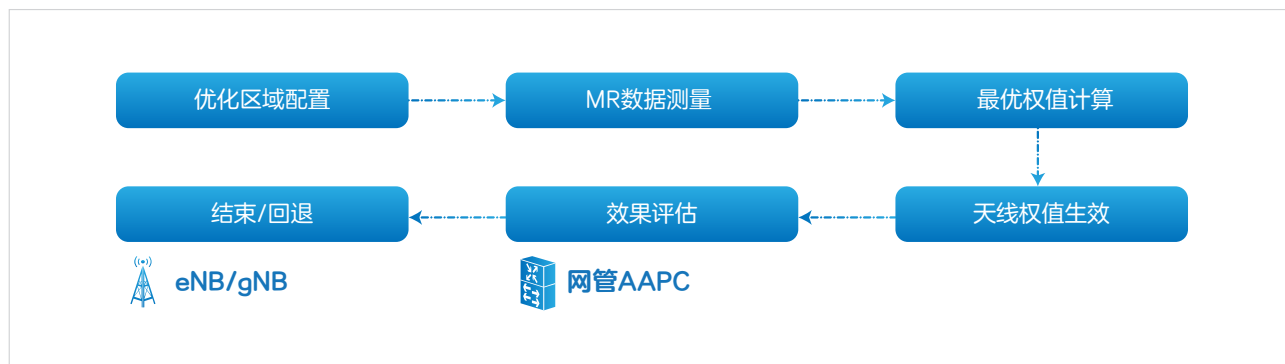 优化区域配置
MR数据测量
最优权值计算
结束/回退
效果评估
天线权值生效
eNB/gNB
网管AAPC